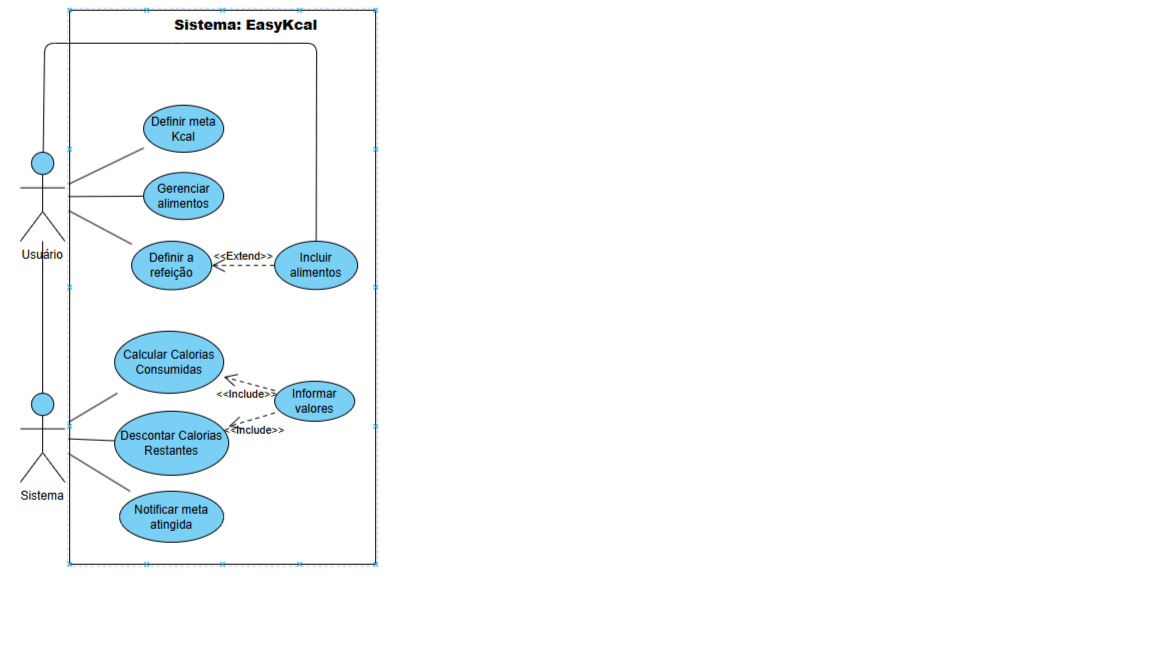 Sistema: EasyKcal
Definir meta
Kcal
Gerenciar
alimentos
Usuário
Definir a
refeição
<<Extend>>
Incluir
alimentos
Calcular Calorias
Consumidas
<<Include>>
Informar
valores
Descontar Calorias
Restantes
<<Include>>
Sistema
Notificar meta
atingida